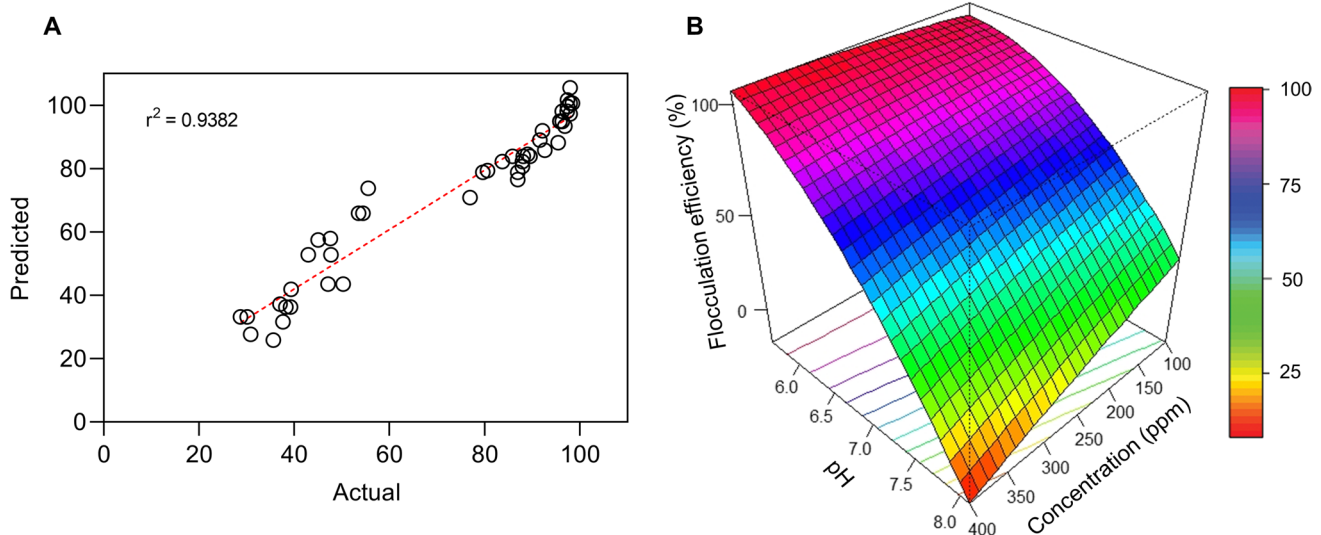 A
r² = 0.9382
100
80
60
40
20
0
0 20 40 60 80 100
Predicted
Actual
B
Flocculation efficiency (%)
100
50
0
6.0
6.5
7.0
7.5
8.0
pH
400
350
300
250
200
150
100
Concentration (ppm)
100
75
50
25